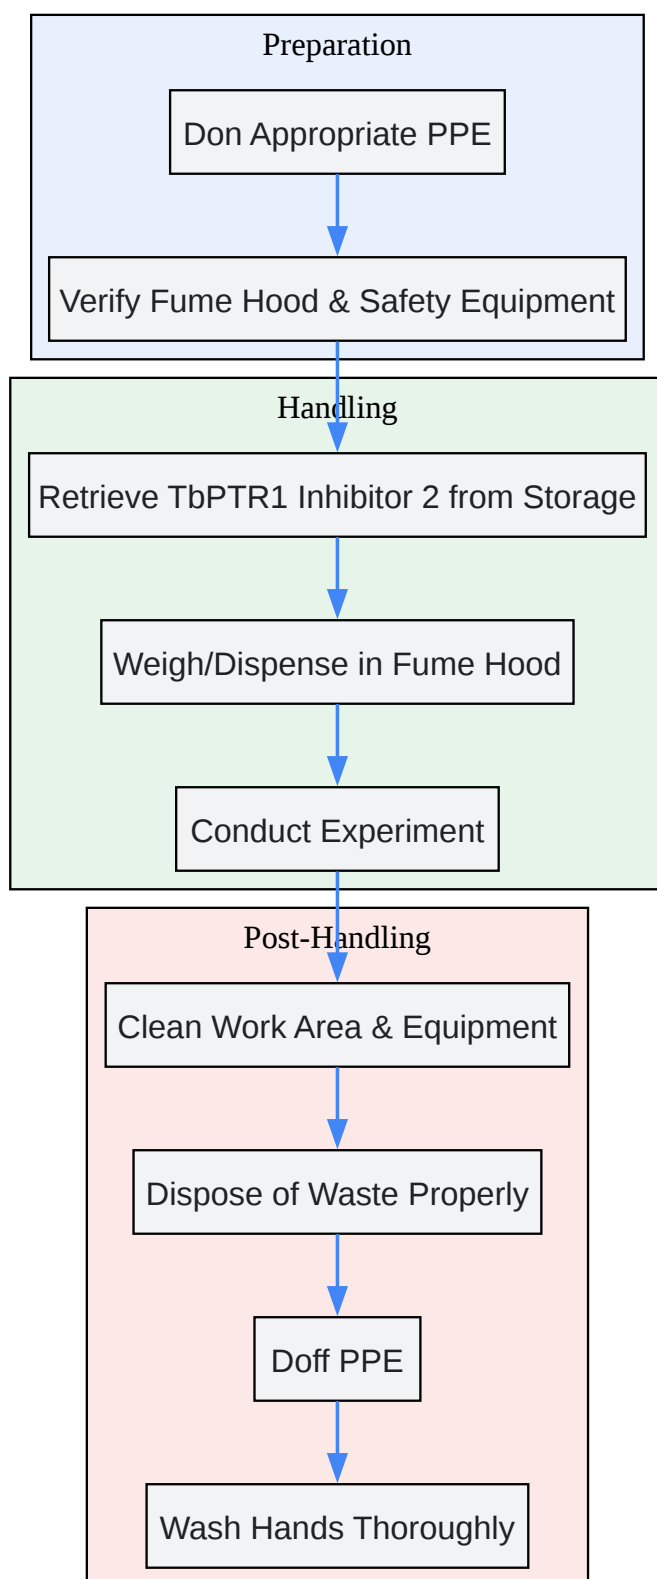 Preparation
Don Appropriate PPE
Verify Fume Hood & Safety Equipment
Handling
Retrieve TbPTR1 Inhibitor 2 from Storage
Weigh/Dispense in Fume Hood
Conduct Experiment
Post-Handling
Clean Work Area & Equipment
Dispose of Waste Properly
Doff PPE
Wash Hands Thoroughly